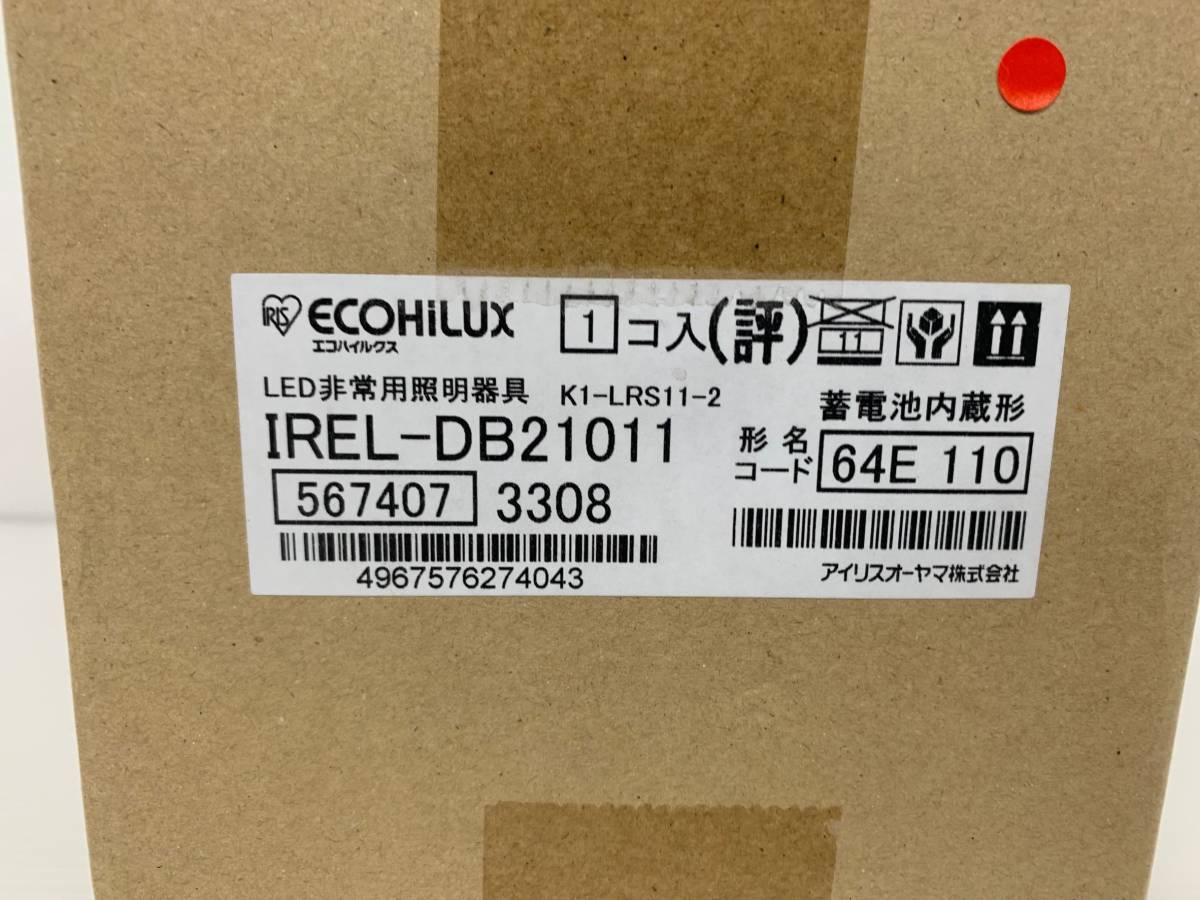 IRIS ECOHiLUX
エコハイルクス
1 コ入 (評) 11
LED非常用照明器具 K1-LRS11-2 蓄電池内蔵形
IREL-DB21011 形名コード 64E 110
567407 3308
4967576274043
アイリスオーヤマ株式会社